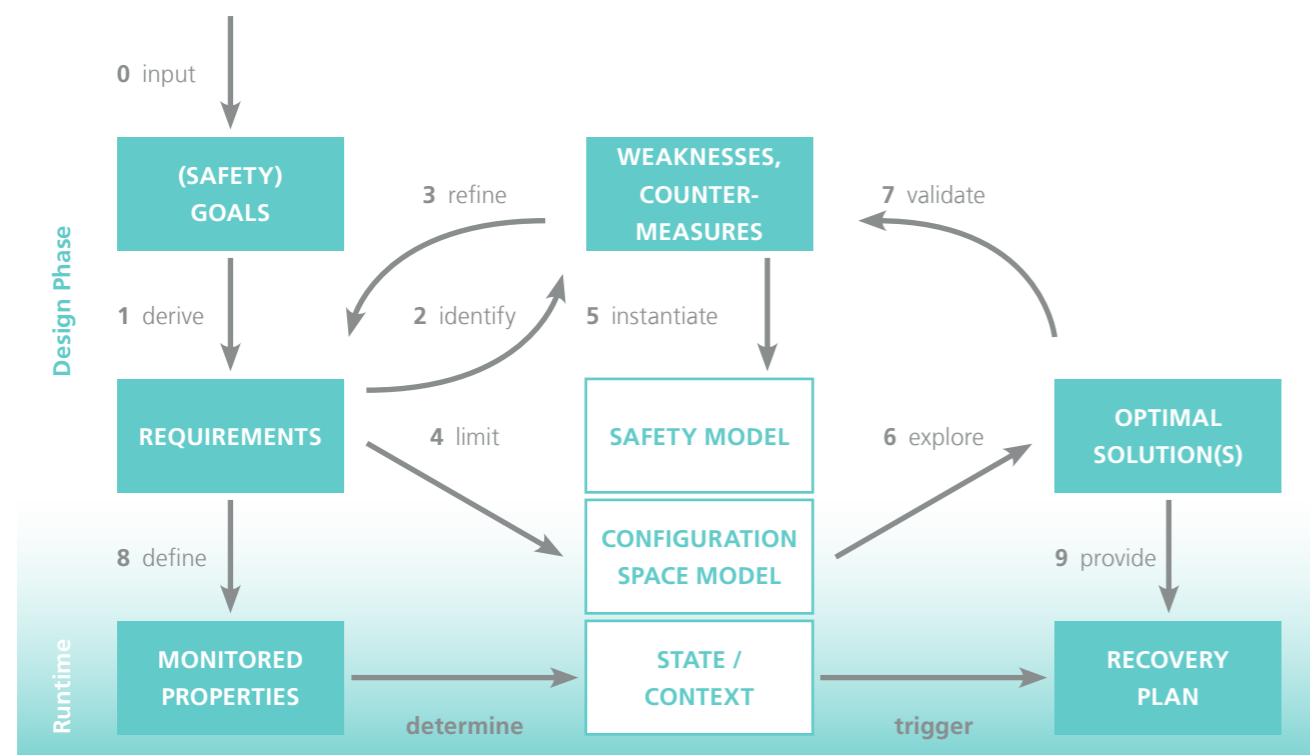 0 input
(SAFETY)
GOALS
WEAKNESSES,
COUNTER-
MEASURES
3 refine
7 validate
Design Phase
1 derive
2 identify
5 instantiate
REQUIREMENTS
4 limit
SAFETY MODEL
6 explore
OPTIMAL
SOLUTION(S)
8 define
CONFIGURATION
SPACE MODEL
9 provide
Runtime
MONITORED
PROPERTIES
determine
STATE /
CONTEXT
trigger
RECOVERY
PLAN